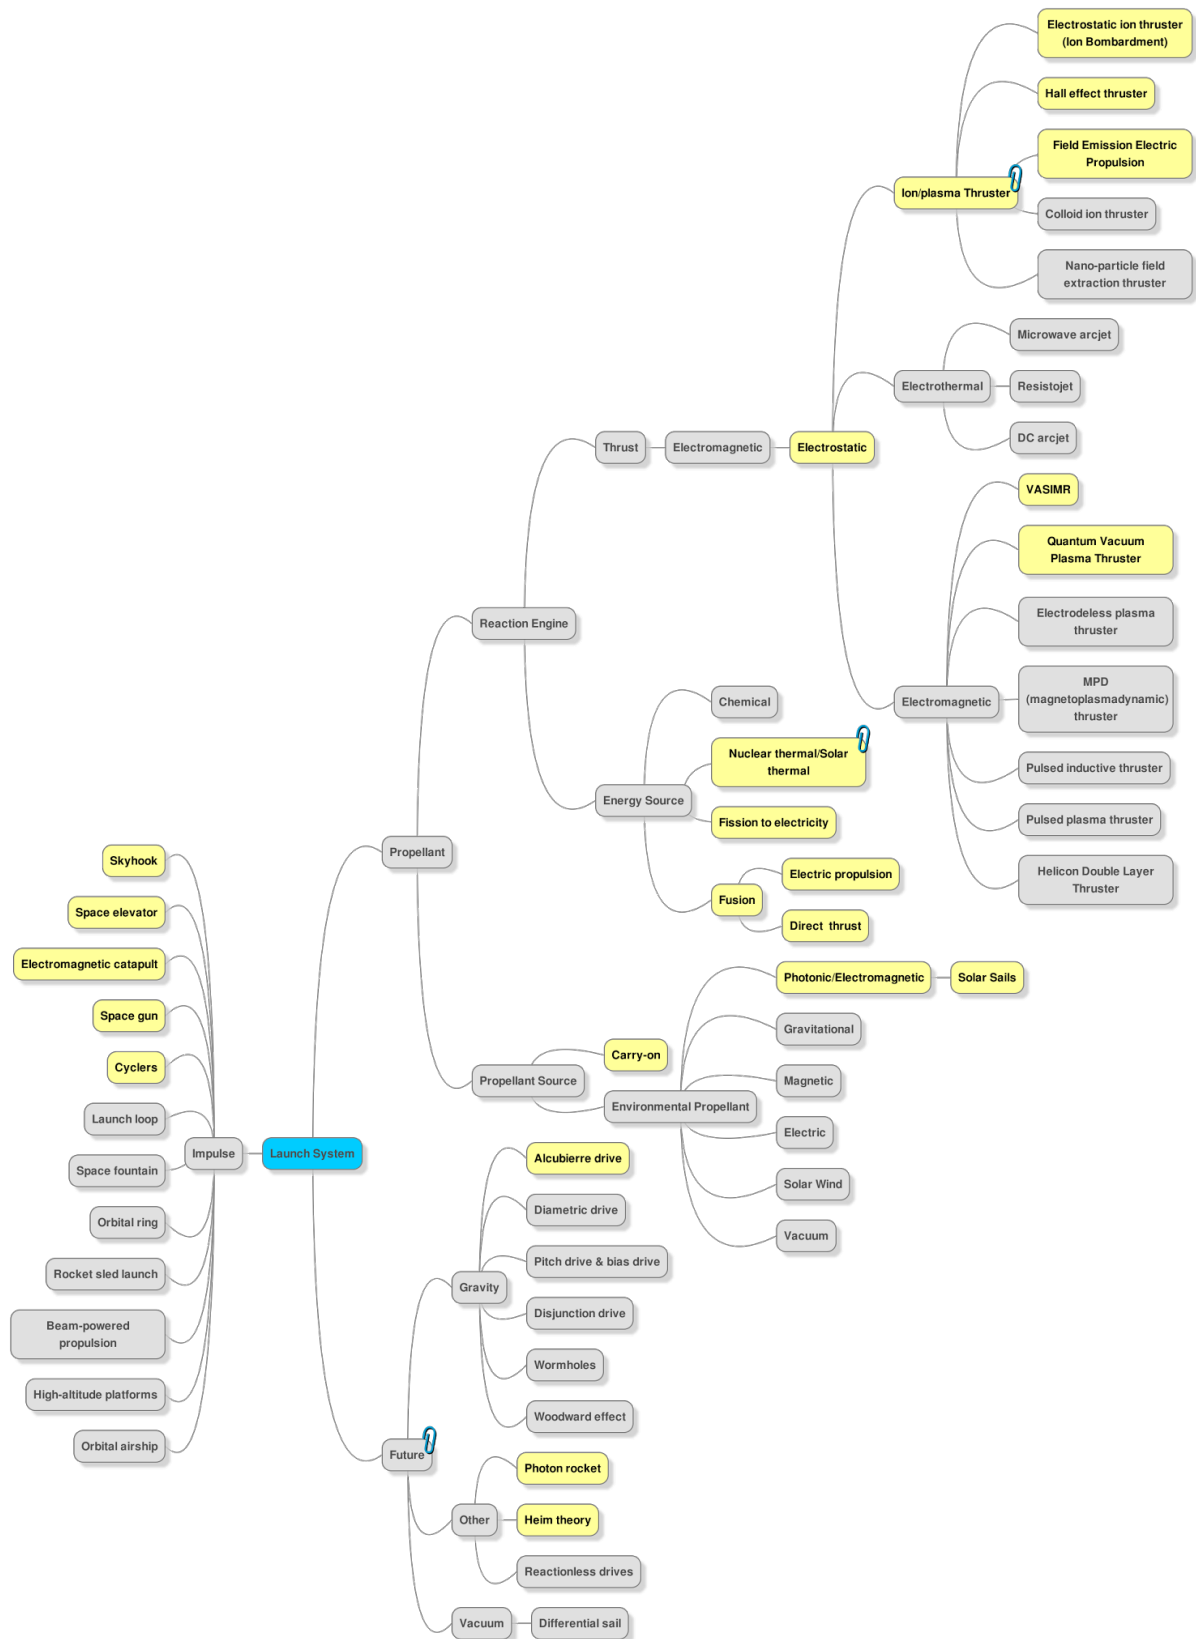 Electrostatic ion thruster
(Ion Bombardment)
Hall effect thruster
Field Emission Electric
Propulsion
Ion/plasma Thruster
Colloid ion thruster
Nano-particle field
extraction thruster
Microwave arcjet
Electrothermal
Resistojet
DC arcjet
Thrust
Electromagnetic
Electrostatic
VASIMR
Quantum Vacuum
Plasma Thruster
Electrodeless plasma
thruster
Reaction Engine
MPD
(magnetoplasmadynamic)
thruster
Electromagnetic
Pulsed inductive thruster
Pulsed plasma thruster
Helicon Double Layer
Thruster
Chemical
Nuclear thermal/Solar
thermal
Energy Source
Fission to electricity
Electric propulsion
Fusion
Direct  thrust
Propellant
Photonic/Electromagnetic
Solar Sails
Gravitational
Carry-on
Propellant Source
Magnetic
Environmental Propellant
Electric
Solar Wind
Vacuum
Skyhook
Space elevator
Electromagnetic catapult
Space gun
Cyclers
Launch loop
Impulse
Launch System
Space fountain
Orbital ring
Rocket sled launch
Beam-powered
propulsion
High-altitude platforms
Orbital airship
Alcubierre drive
Diametric drive
Pitch drive & bias drive
Gravity
Disjunction drive
Wormholes
Woodward effect
Future
Photon rocket
Other
Heim theory
Reactionless drives
Vacuum
Differential sail